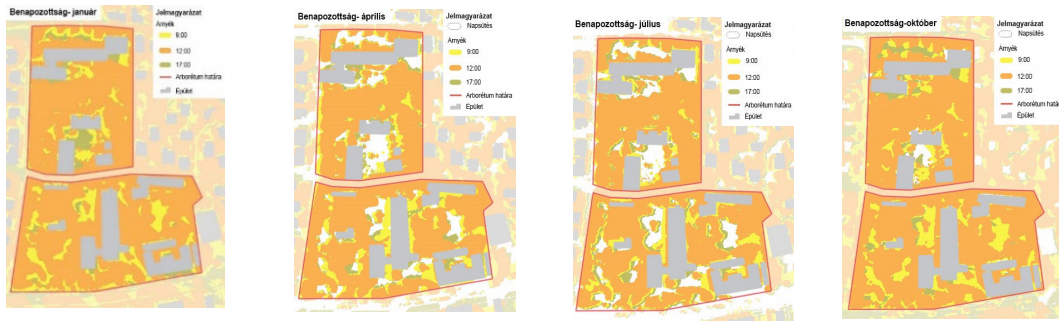 Benapozottság- január
Jelmagyarázat
Árnyék
9:00
12:00
17:00
Arborétum határa
Épület
Benapozottság- április
Jelmagyarázat
Napsütés
Árnyék
9:00
12:00
17:00
Arborétum határa
Épület
Benapozottság- július
Jelmagyarázat
Napsütés
Árnyék
9:00
12:00
17:00
Arborétum határa
Épület
Benapozottság-október
Jelmagyarázat
Napsütés
Árnyék
9:00
12:00
17:00
Arborétum határa
Épület